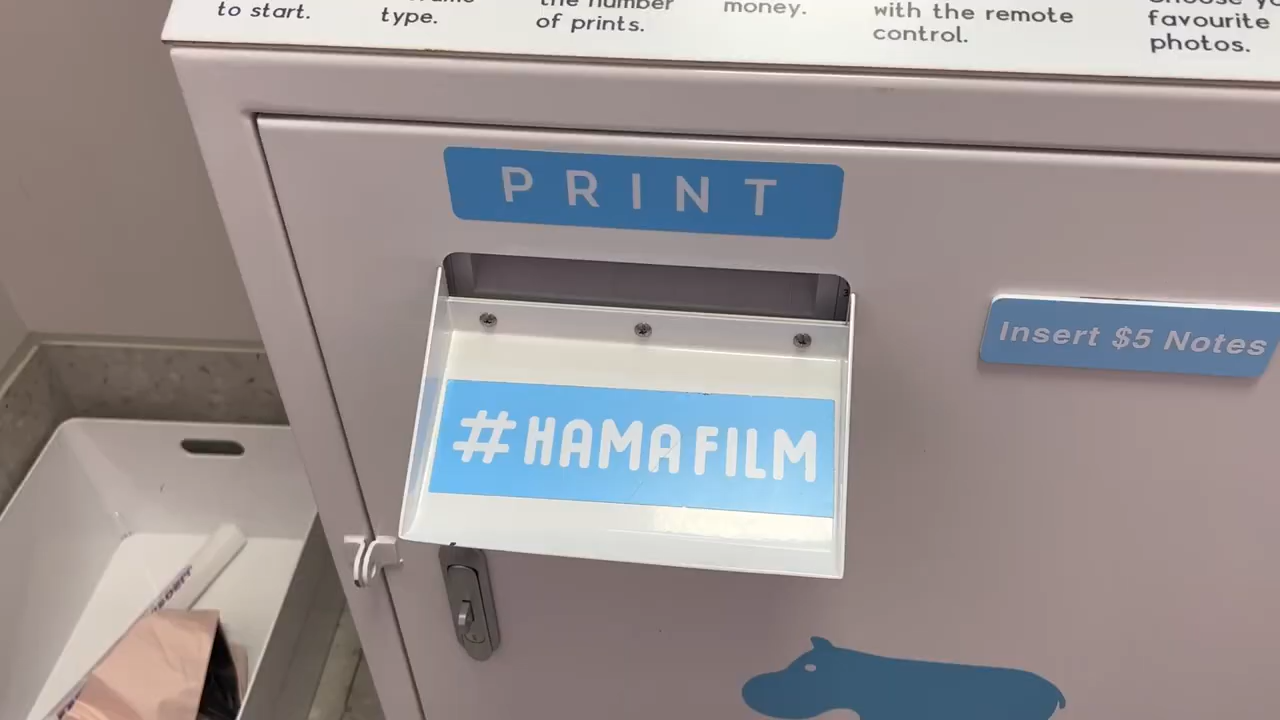 to start.
type.
the number
of prints.
money.
with the remote
control.
favourite
photos.
PRINT
Insert $5 Notes
#HAMAFILM